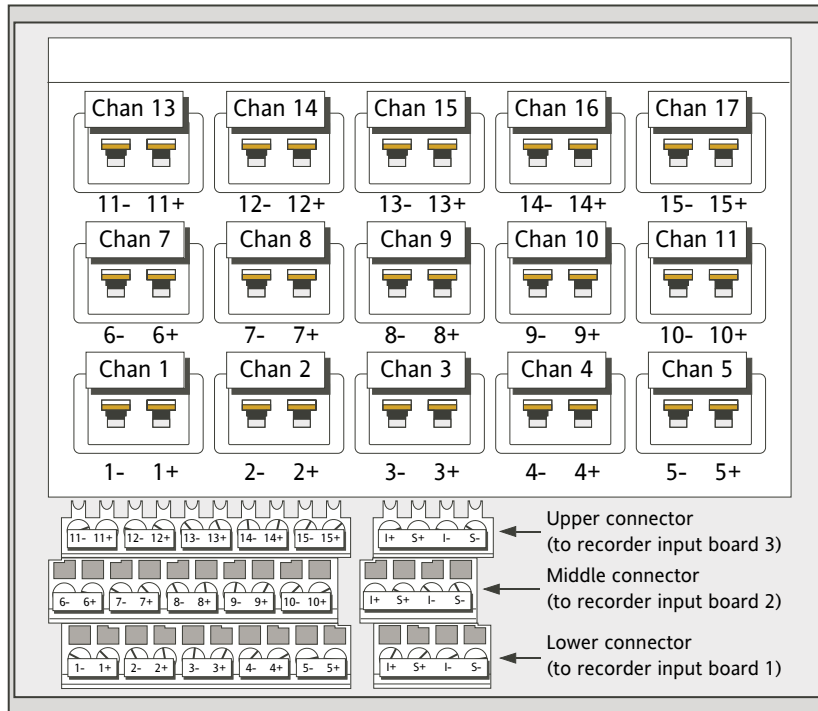 Chan 13 Chan 14 Chan 15 Chan 16 Chan 17
11- 11+ 12- 12+ 13- 13+ 14- 14+ 15- 15+
Chan 7 Chan 8 Chan 9 Chan 10 Chan 11
6- 6+ 7- 7+ 8- 8+ 9- 9+ 10- 10+
Chan 1 Chan 2 Chan 3 Chan 4 Chan 5
1- 1+ 2- 2+ 3- 3+ 4- 4+ 5- 5+
11- 11+ 12- 12+ 13- 13+ 14- 14+ 15- 15+ I+ S+ I- S-
Upper connector
(to recorder input board 3)
6- 6+ 7- 7+ 8- 8+ 9- 9+ 10- 10+ I+ S+ I- S-
Middle connector
(to recorder input board 2)
1- 1+ 2- 2+ 3- 3+ 4- 4+ 5- 5+ I+ S+ I- S-
Lower connector
(to recorder input board 1)